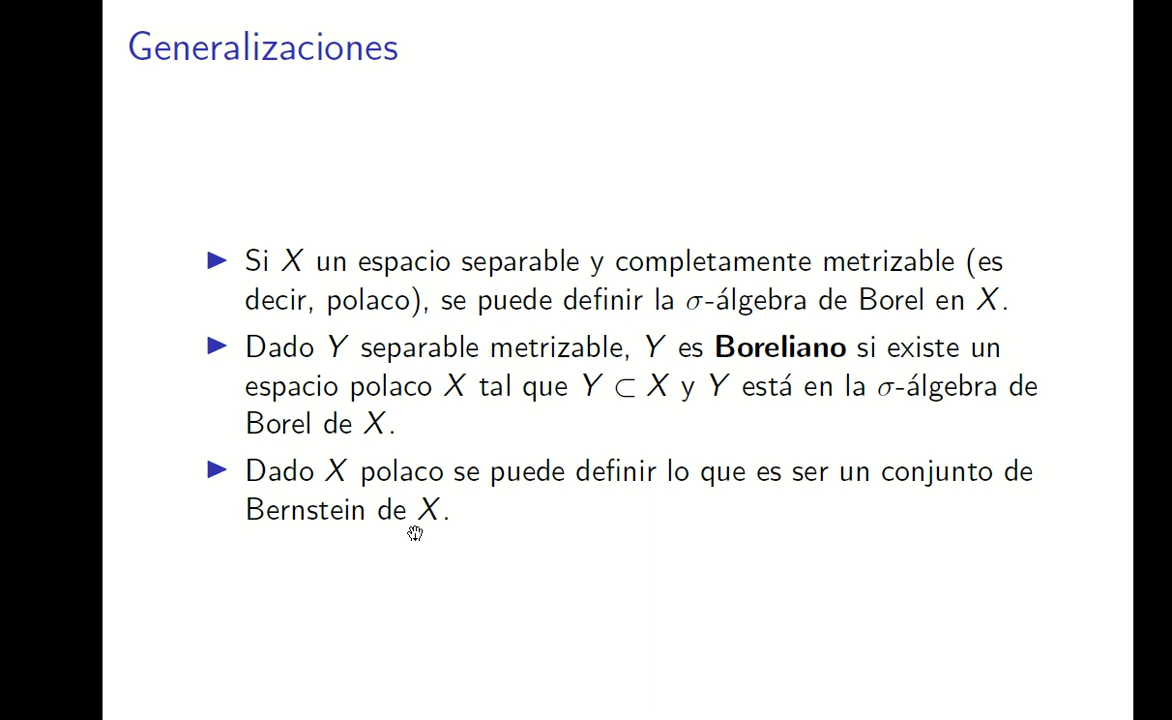 Generalizaciones
▶ Si X un espacio separable y completamente metrizable (es
decir, polaco), se puede definir la σ-álgebra de Borel en X.
▶ Dado Y separable metrizable, Y es Boreliano si existe un
espacio polaco X tal que Y ⊂ X y Y está en la σ-álgebra de
Borel de X.
▶ Dado X polaco se puede definir lo que es ser un conjunto de
Bernstein de X.